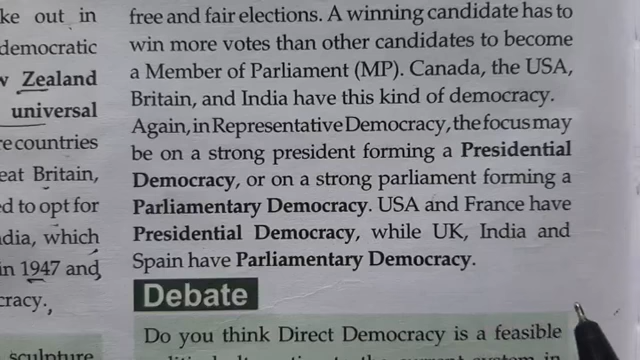 ke out in
democratic
w Zealand
universal
re countries
eat Britain,
ed to opt for
ndia, which
in 1947 and
cracy.,
sculpture
free and fair elections. A winning candidate has to
win more votes than other candidates to become
a Member of Parliament (MP). Canada, the USA,
Britain, and India have this kind of democracy.
Again, in Representative Democracy, the focus may
be on a strong president forming a Presidential
Democracy, or on a strong parliament forming a
Parliamentary Democracy. USA and France have
Presidential Democracy, while UK, India and
Spain have Parliamentary Democracy.
Debate
Do you think Direct Democracy is a feasible